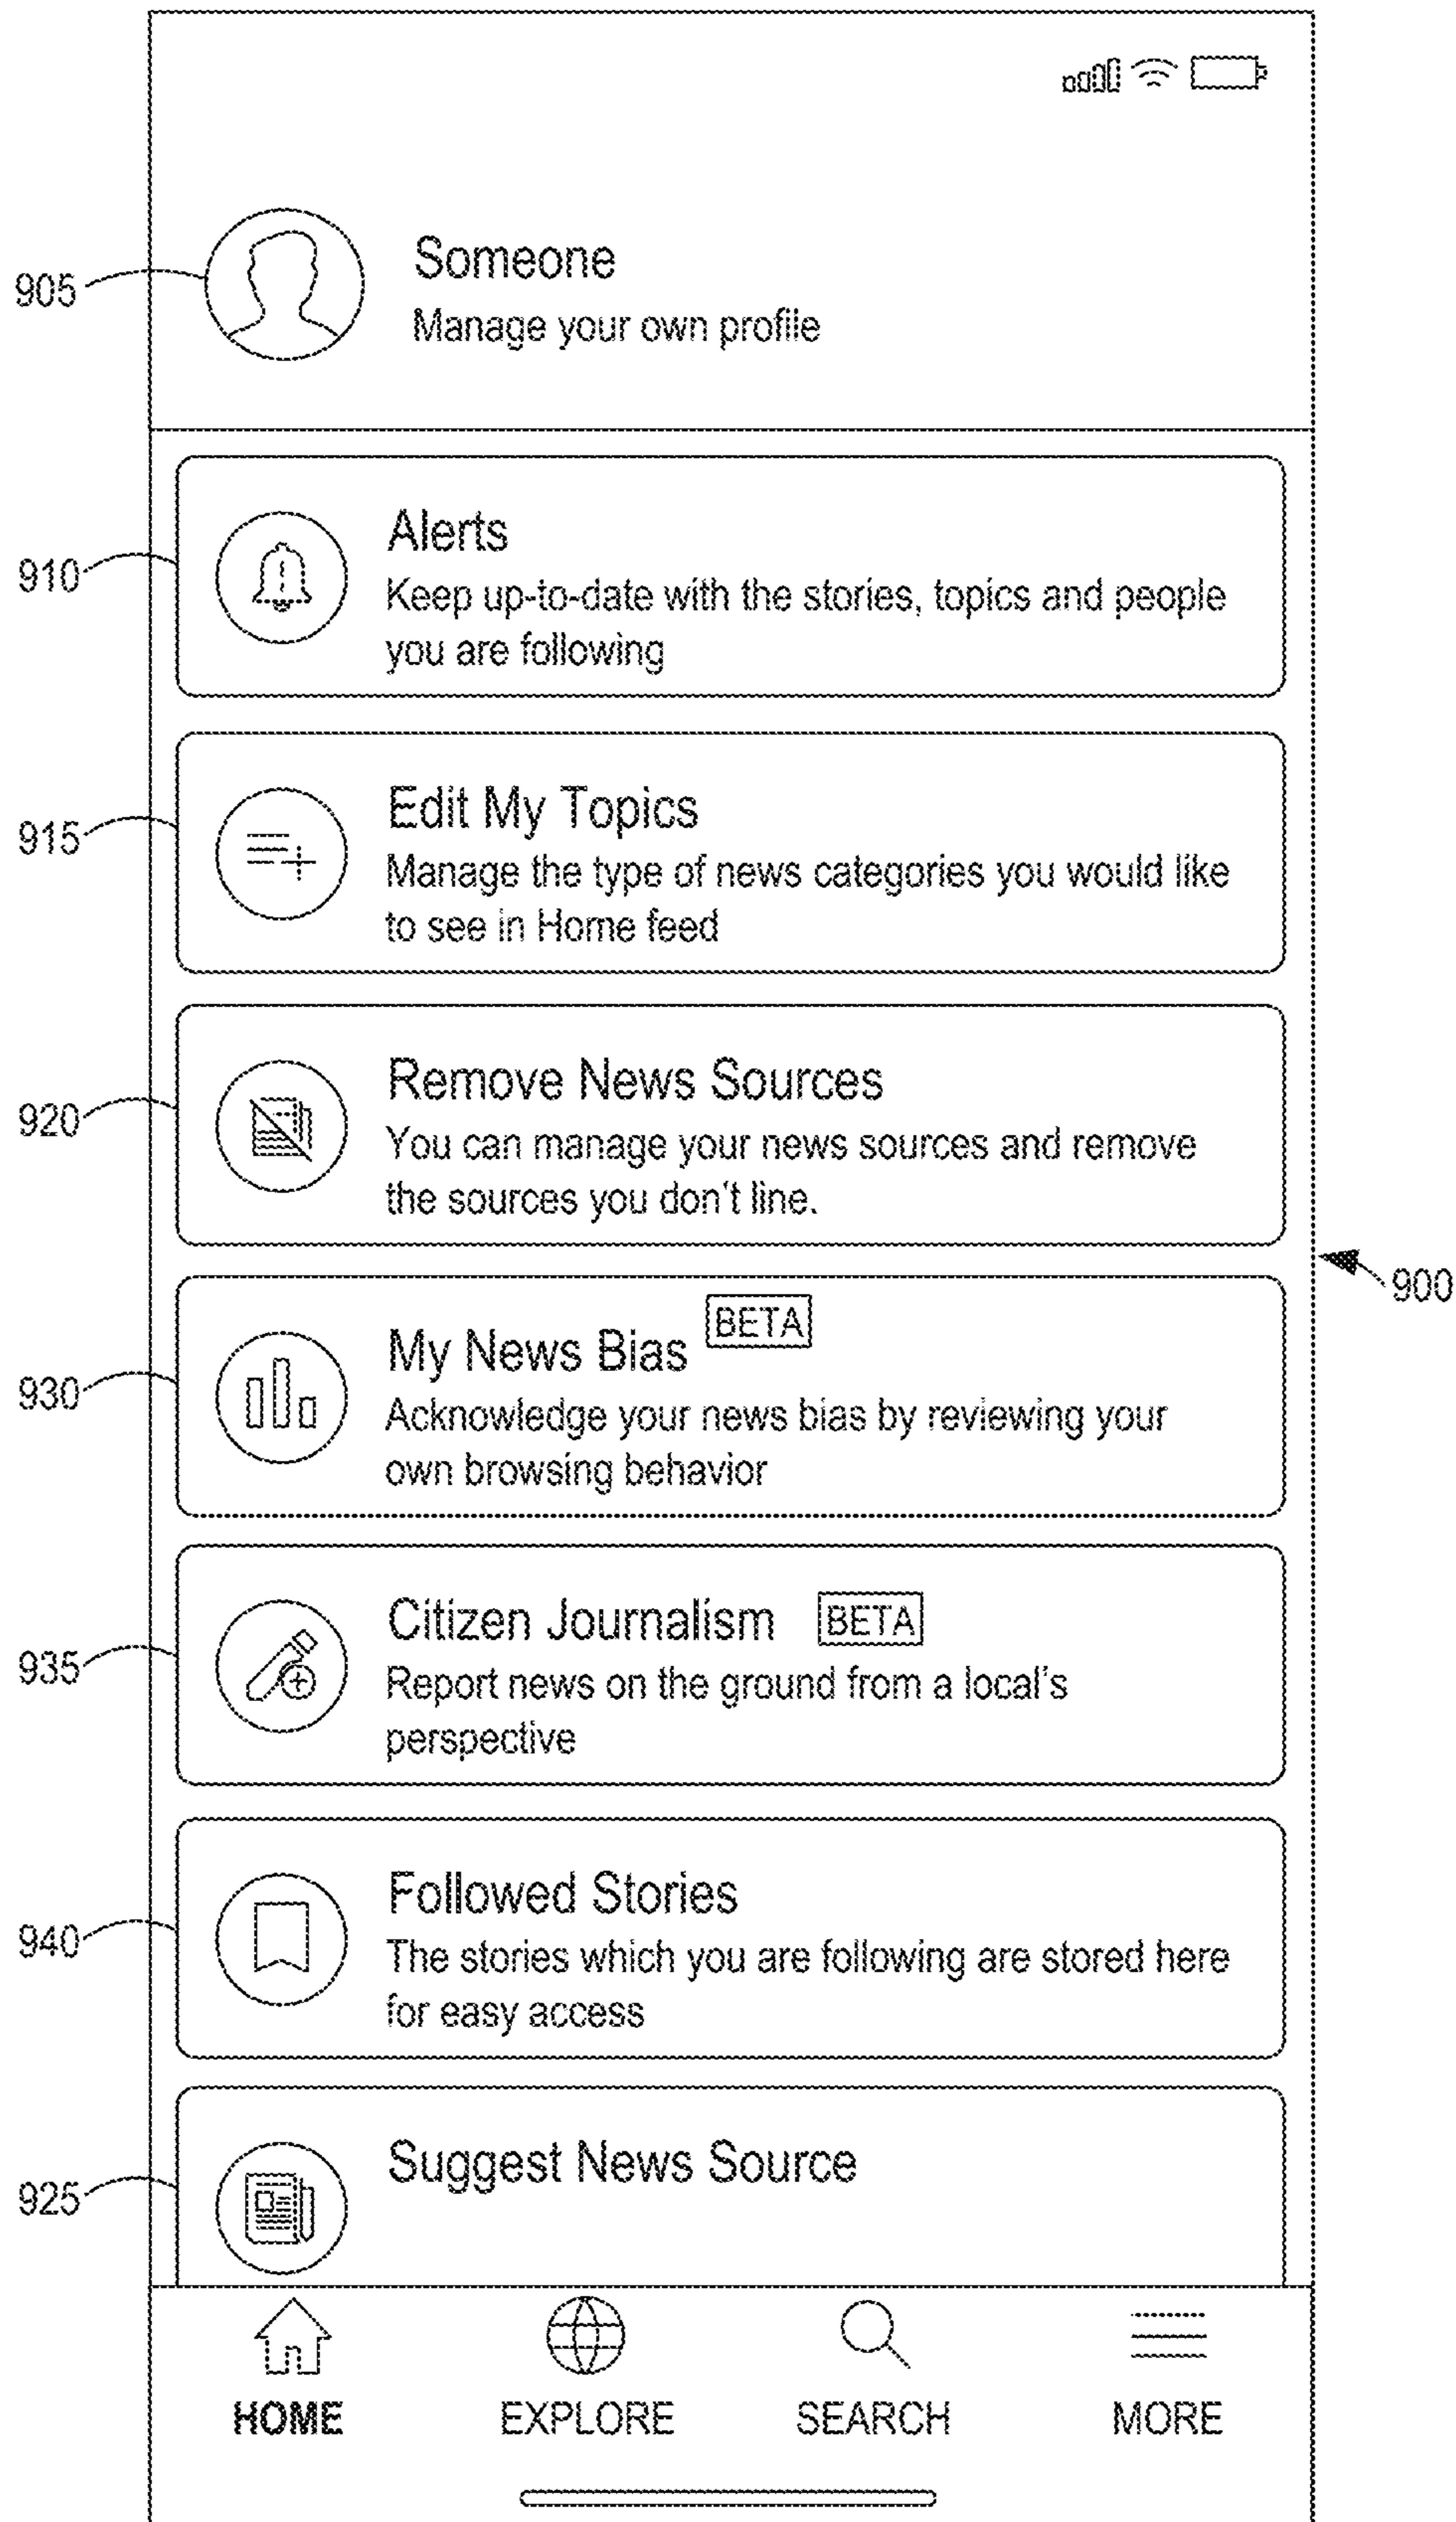 905
Someone
Manage your own profile
910
Alerts
Keep up-to-date with the stories, topics and people
you are following
915
Edit My Topics
Manage the type of news categories you would like
to see in Home feed
920
Remove News Sources
You can manage your news sources and remove
the sources you don't line.
900
930
My News Bias BETA
Acknowledge your news bias by reviewing your
own browsing behavior
935
Citizen Journalism BETA
Report news on the ground from a local's
perspective
940
Followed Stories
The stories which you are following are stored here
for easy access
925
Suggest News Source
HOME EXPLORE SEARCH MORE